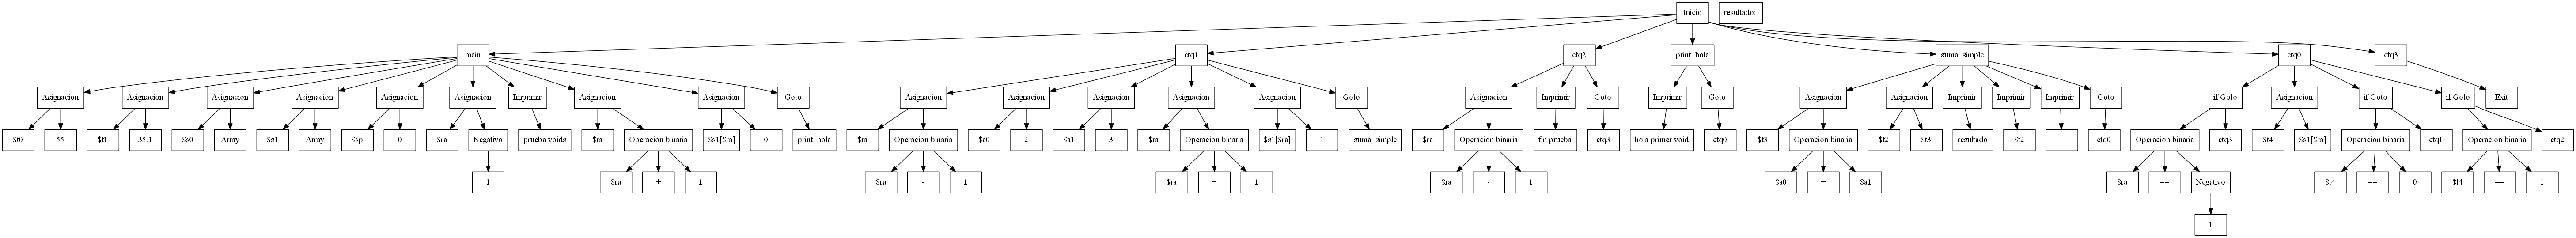 Inicio resultado:
main etq1 etq2 print_hola suma_simple etq0 etq3
Asignacion Asignacion Asignacion Asignacion Asignacion Asignacion Imprimir Asignacion Asignacion Goto Asignacion Asignacion Asignacion Asignacion Asignacion Goto Asignacion Imprimir Goto Imprimir Goto Asignacion Asignacion Imprimir Imprimir Imprimir Goto if Goto Asignacion if Goto if Goto Exit
$t0 55 $t1 35.1 $s0 Array $s1 Array $sp 0 $ra Negativo prueba voids $ra Operacion binaria $s1[$ra] 0 print_hola $ra Operacion binaria $a0 2 $a1 3 $ra Operacion binaria $s1[$ra] 1 suma_simple $ra Operacion binaria fin prueba etq3 hola primer void etq0 $t3 Operacion binaria $t2 $t3 resultado $t2 etq0 Operacion binaria etq3 $t4 $s1[$ra] Operacion binaria etq1 Operacion binaria etq2
1 $ra + 1 $ra - 1 $ra + 1 $ra - 1 $a0 + $a1 $ra == Negativo $t4 == 0 $t4 == 1
1